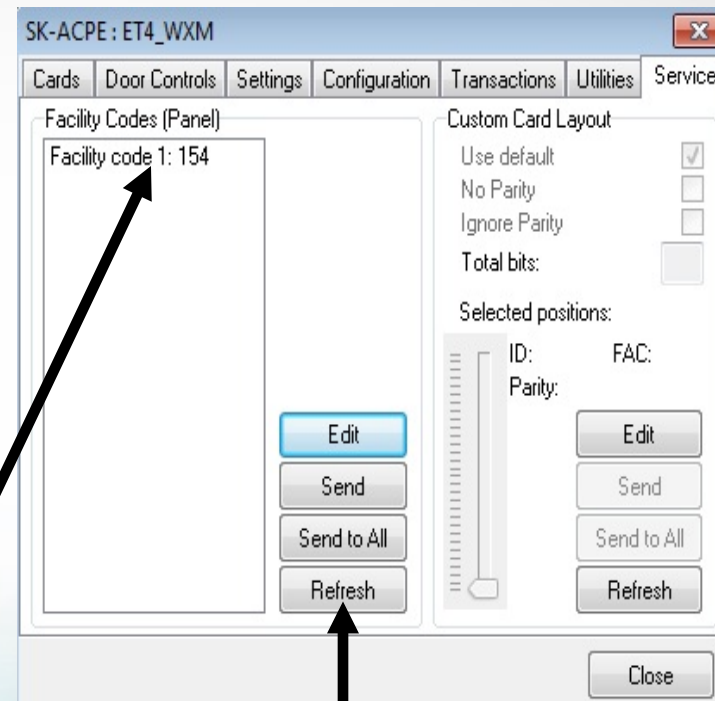 SK-ACPE : ET4_WXM
Cards Door Controls Settings Configuration Transactions Utilities Service
Facility Codes (Panel)
Facility code 1: 154
Edit
Send
Send to All
Refresh
Custom Card Layout
Use default
No Parity
Ignore Parity
Total bits:
Selected positions:
ID: FAC:
Parity:
Edit
Send
Send to All
Refresh
Close